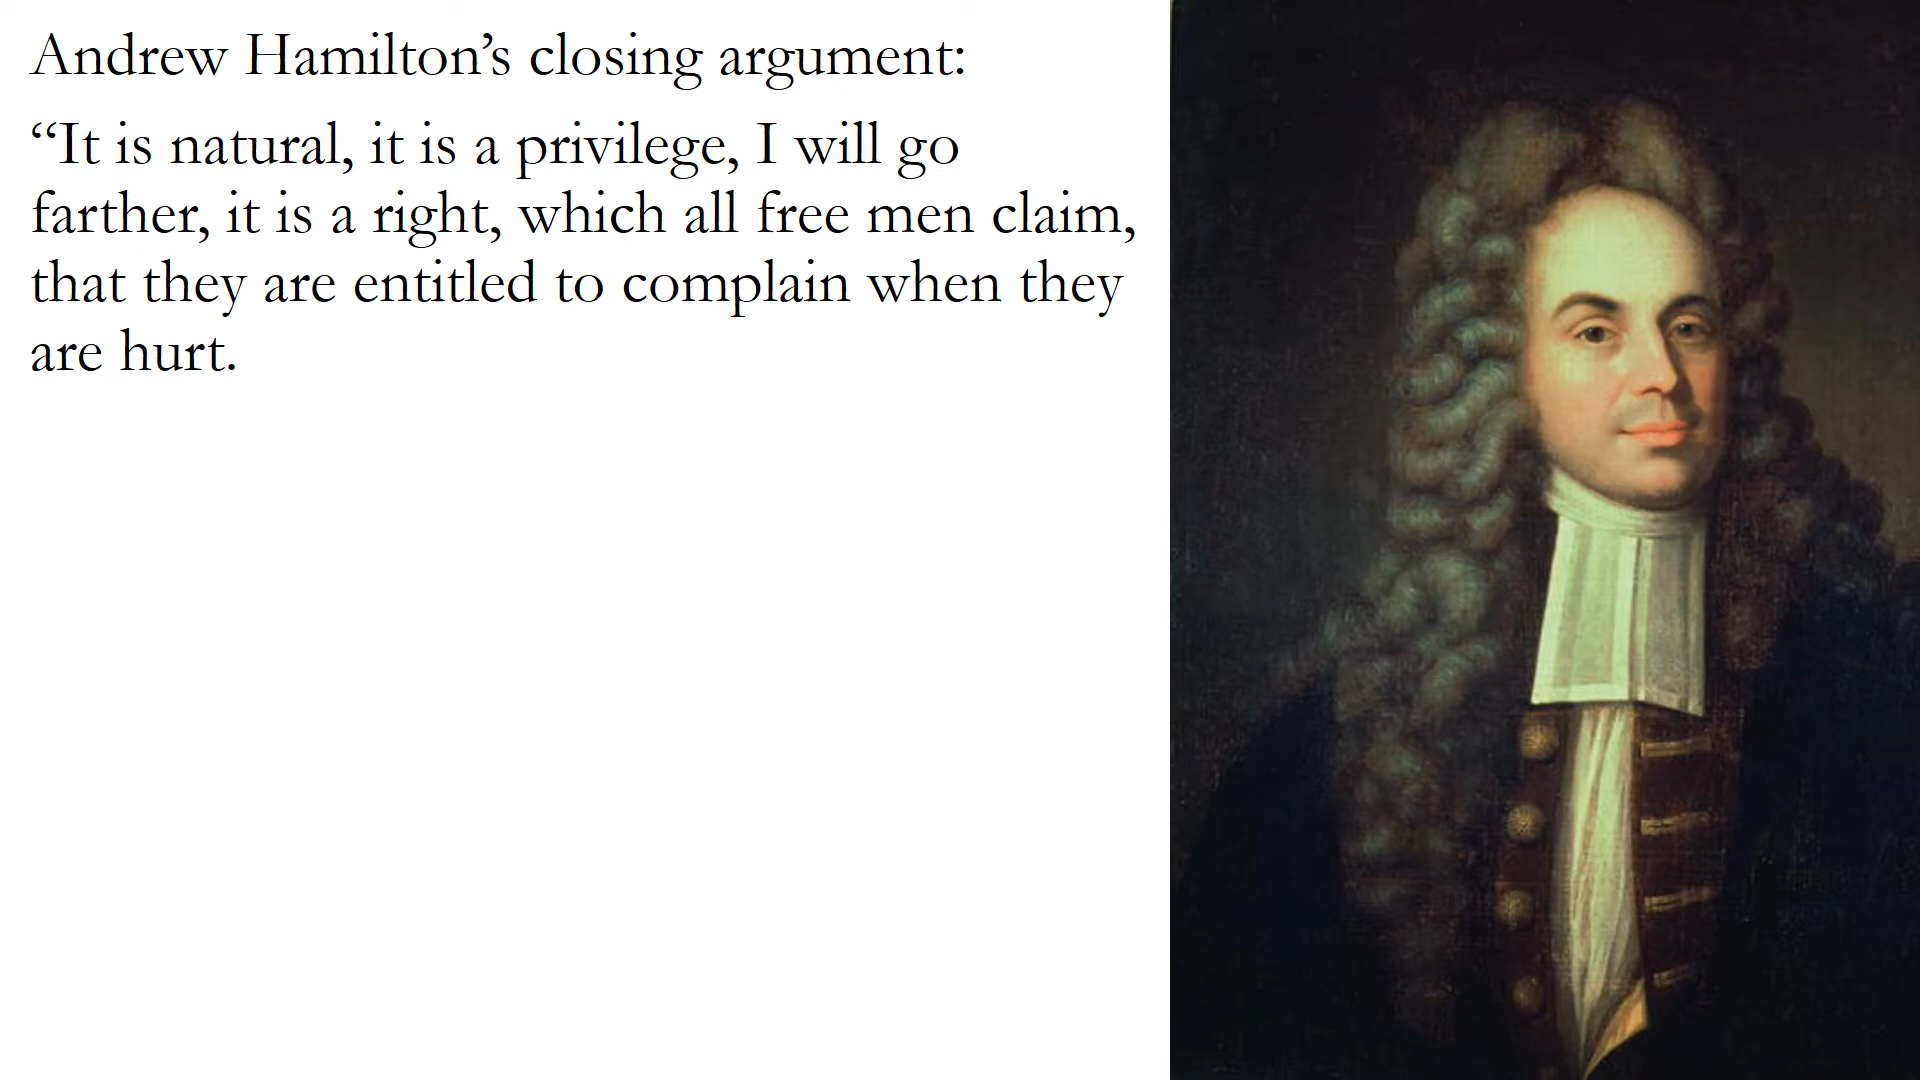 Andrew Hamilton’s closing argument:
“It is natural, it is a privilege, I will go
farther, it is a right, which all free men claim,
that they are entitled to complain when they
are hurt.